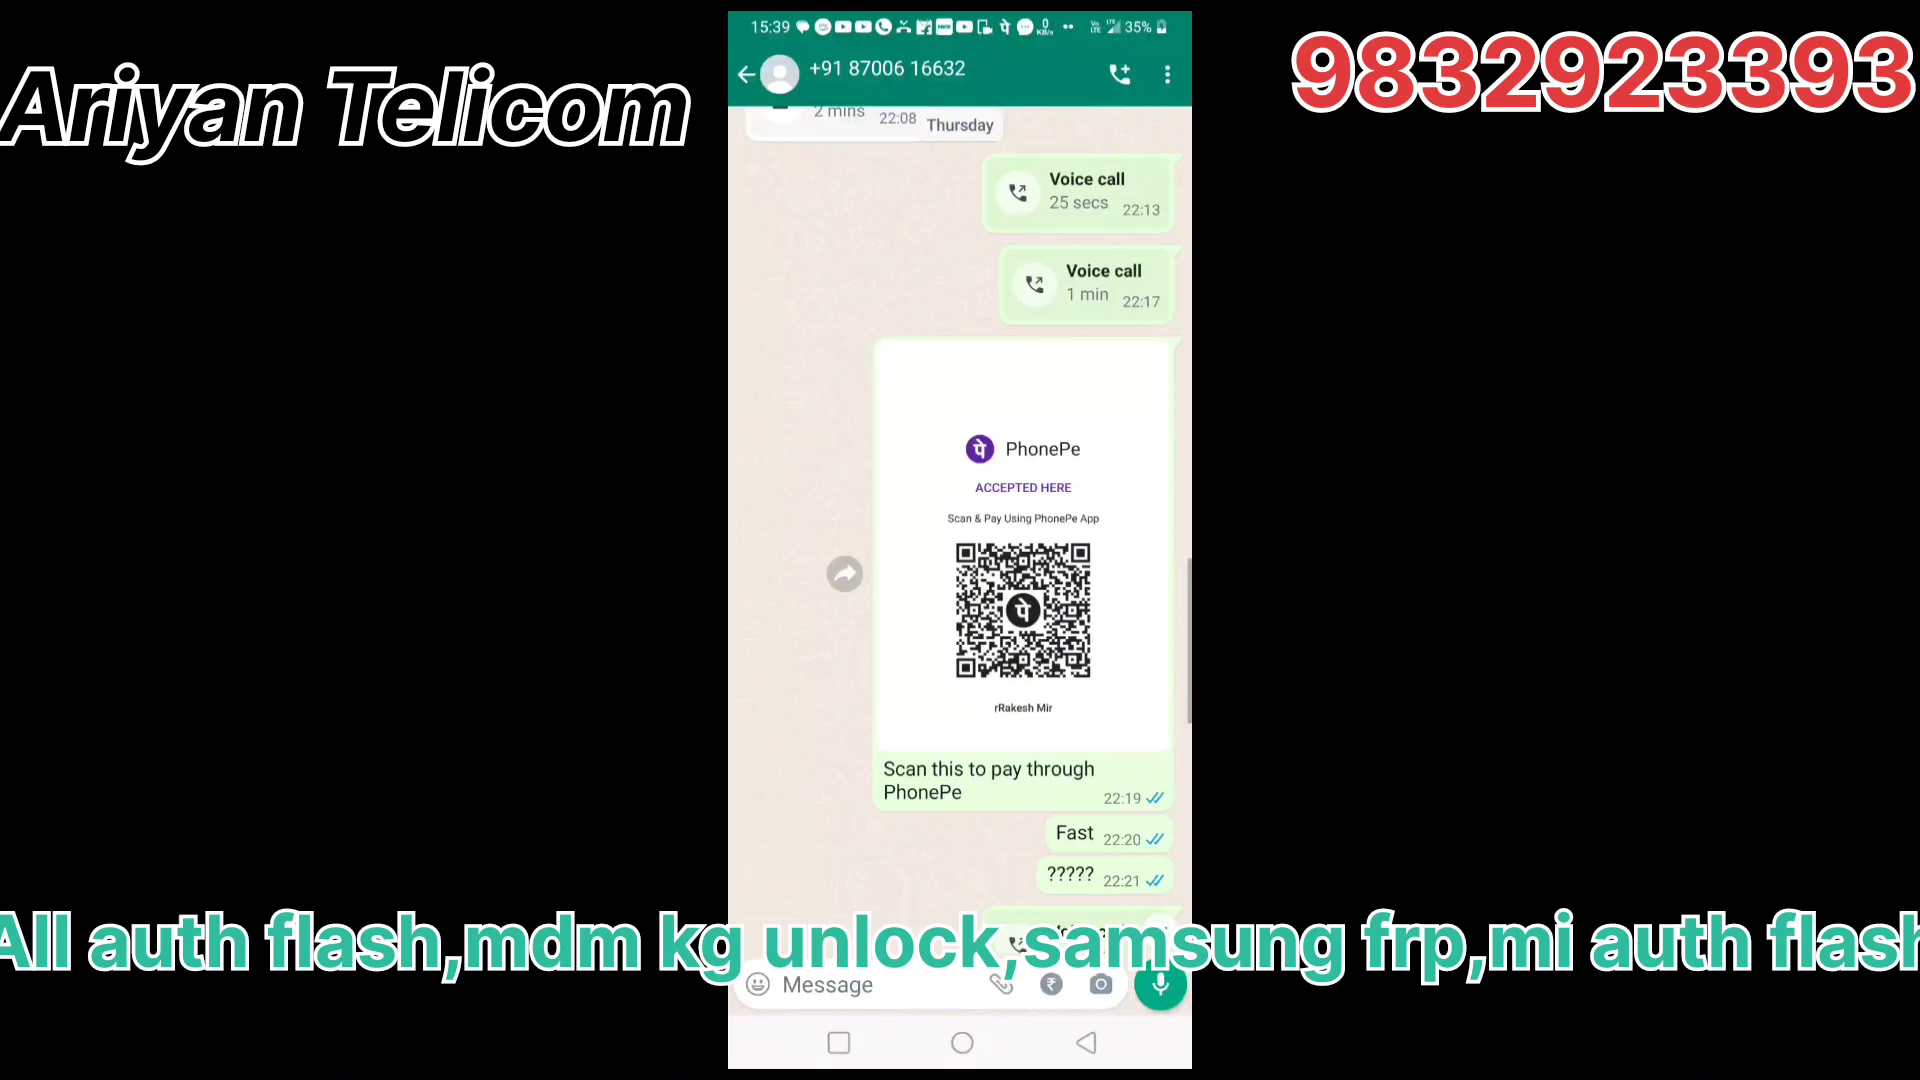 Ariyan Telicom
9832923393
15:39
35%
+91 87006 16632
2 mins 22:08
Thursday
Voice call
25 secs 22:13
Voice call
1 min 22:17
पे PhonePe
ACCEPTED HERE
Scan & Pay Using PhonePe App
पे
rRakesh Mir
Scan this to pay through
PhonePe 22:19
Fast 22:20
????? 22:21
All auth flash,mdm kg unlock,samsung frp,mi auth flash
Message